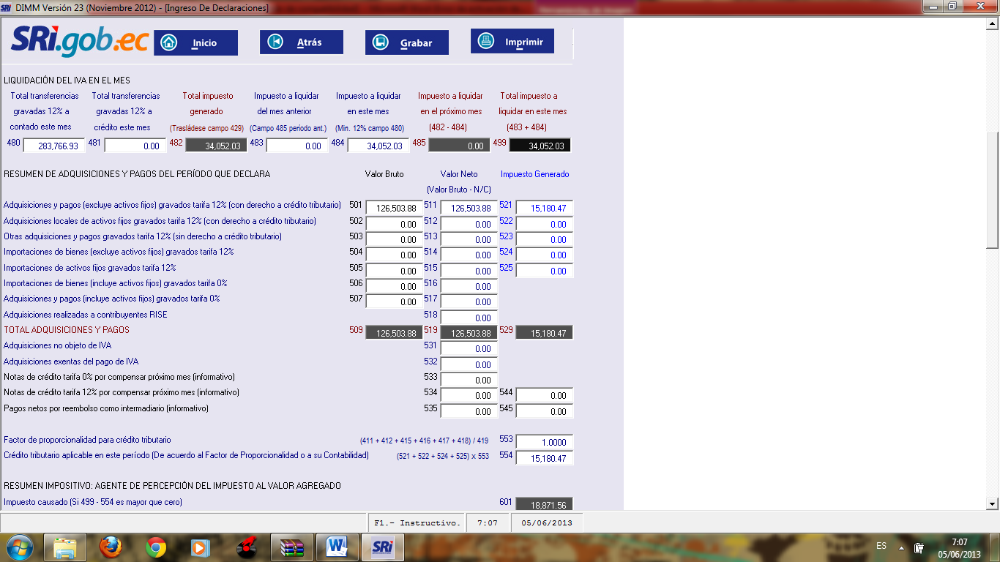 SRi DIMM Versión 23 (Noviembre 2012) - [Ingreso De Declaraciones]
SRi.gob.ec Inicio Atrás Grabar Imprimir
LIQUIDACIÓN DEL IVA EN EL MES
Total transferencias Total transferencias Total impuesto Impuesto a liquidar Impuesto a liquidar Impuesto a liquidar Total impuesto a
gravadas 12% a gravadas 12% a generado del mes anterior en este mes en el próximo mes liquidar en este mes
contado este mes crédito este mes (Trasládese campo 429) (Campo 485 período ant.) (Min. 12% campo 480) (482 - 484) (483 + 484)
480 283,766.93 481 0.00 482 34,052.03 483 0.00 484 34,052.03 485 0.00 499 34,052.03
RESUMEN DE ADQUISICIONES Y PAGOS DEL PERÍODO QUE DECLARA Valor Bruto Valor Neto Impuesto Generado
(Valor Bruto - N/C)
Adquisiciones y pagos (excluye activos fijos) gravados tarifa 12% (con derecho a crédito tributario) 501 126,503.88 511 126,503.88 521 15,180.47
Adquisiciones locales de activos fijos gravados tarifa 12% (con derecho a crédito tributario) 502 0.00 512 0.00 522 0.00
Otras adquisiciones y pagos gravados tarifa 12% (sin derecho a crédito tributario) 503 0.00 513 0.00 523 0.00
Importaciones de bienes (excluye activos fijos) gravados tarifa 12% 504 0.00 514 0.00 524 0.00
Importaciones de activos fijos gravados tarifa 12% 505 0.00 515 0.00 525 0.00
Importaciones de bienes (incluye activos fijos) gravados tarifa 0% 506 0.00 516 0.00
Adquisiciones y pagos (incluye activos fijos) gravados tarifa 0% 507 0.00 517 0.00
Adquisiciones realizadas a contribuyentes RISE 518 0.00
TOTAL ADQUISICIONES Y PAGOS 509 126,503.88 519 126,503.88 529 15,180.47
Adquisiciones no objeto de IVA 531 0.00
Adquisiciones exentas del pago de IVA 532 0.00
Notas de crédito tarifa 0% por compensar próximo mes (informativo) 533 0.00
Notas de crédito tarifa 12% por compensar próximo mes (informativo) 534 0.00 544 0.00
Pagos netos por reembolso como intermadiario (informativo) 535 0.00 545 0.00
Factor de proporcionalidad para crédito tributario (411 + 412 + 415 + 416 + 417 + 418) / 419 553 1.0000
Crédito tributario aplicable en este período (De acuerdo al Factor de Proporcionalidad o a su Contabilidad) (521 + 522 + 524 + 525) x 553 554 15,180.47
RESUMEN IMPOSITIVO: AGENTE DE PERCEPCIÓN DEL IMPUESTO AL VALOR AGREGADO
Impuesto causado (Si 499 - 554 es mayor que cero) 601 18,871.56
F1.- Instructivo. 7:07 05/06/2013
W SRi ES 7:07
05/06/2013